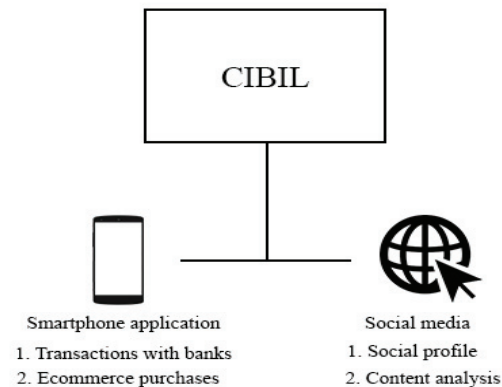 CIBIL
Smartphone application
1. Transactions with banks
2. Ecommerce purchases
Social media
1. Social profile
2. Content analysis